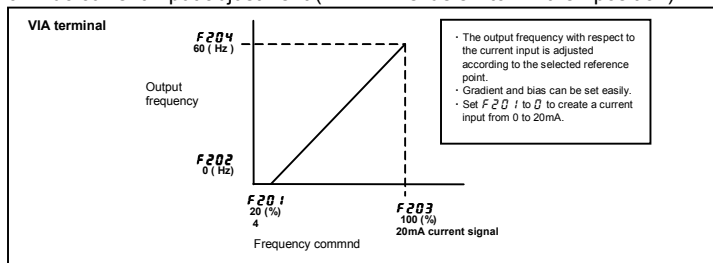 VIA terminal
F204
60 ( Hz)
Output
frequency
F202
0 ( Hz)
F201
20 (%)
4
F203
100 (%)
20mA current signal
Frequency commnd
· The output frequency with respect to
the current input is adjusted
according to the selected reference
point.
· Gradient and bias can be set easily.
· Set F201 to 0 to create a current
input from 0 to 20mA.